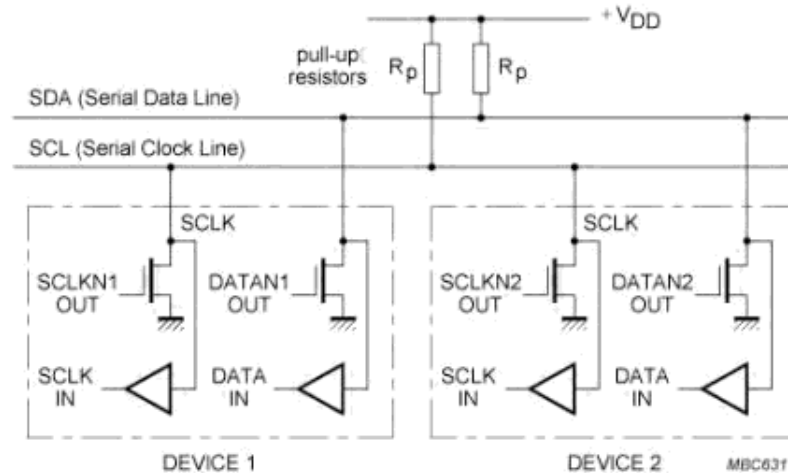 + VDD
pull-up
resistors
Rp
Rp
SDA (Serial Data Line)
SCL (Serial Clock Line)
SCLK
SCLK
SCLKN1
OUT
DATAN1
OUT
SCLKN2
OUT
DATAN2
OUT
SCLK
IN
DATA
IN
SCLK
IN
DATA
IN
DEVICE 1
DEVICE 2
MBC631